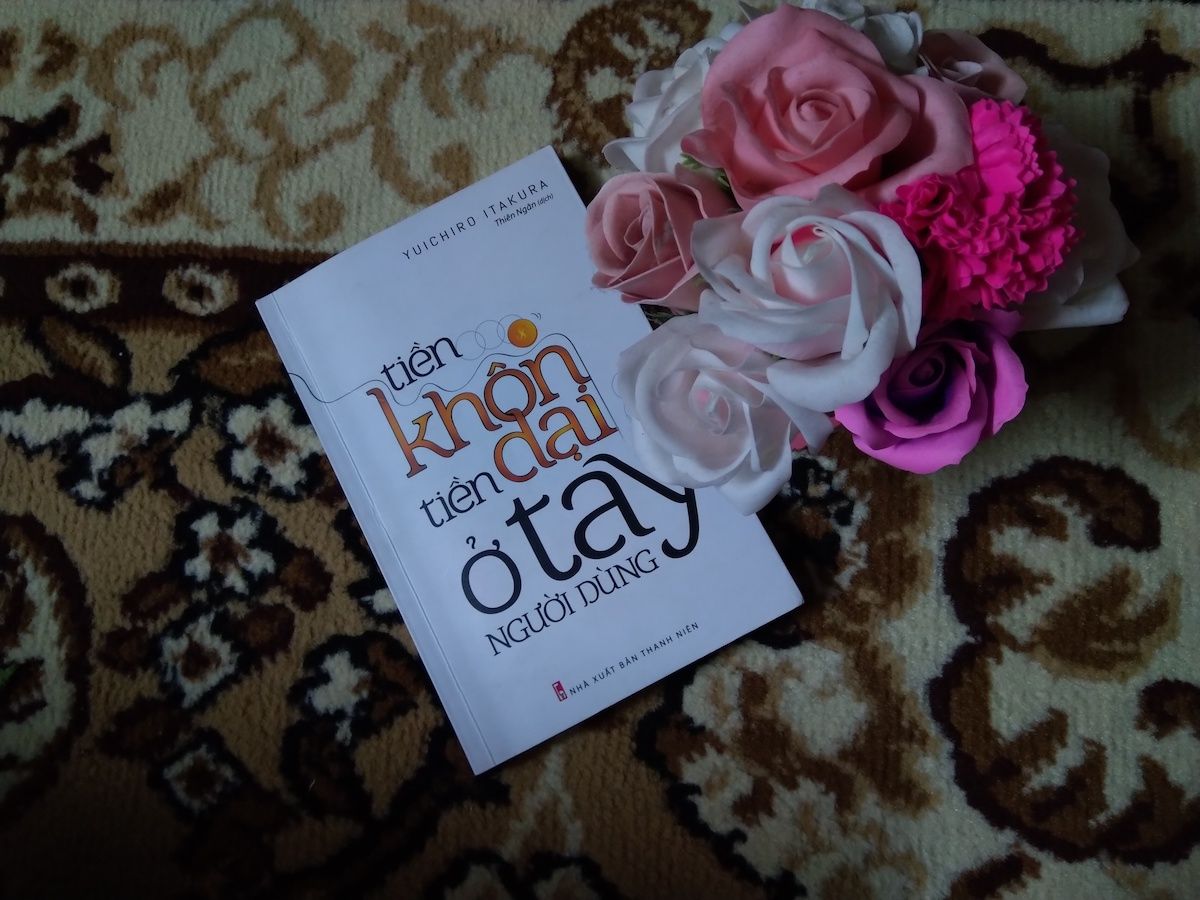 YUICHIRO ITAKURA
Thiên Ngân (dịch)
tiền
khôn
tiền dại
ở tay
NGƯỜI DÙNG
NHÀ XUẤT BẢN THANH NIÊN